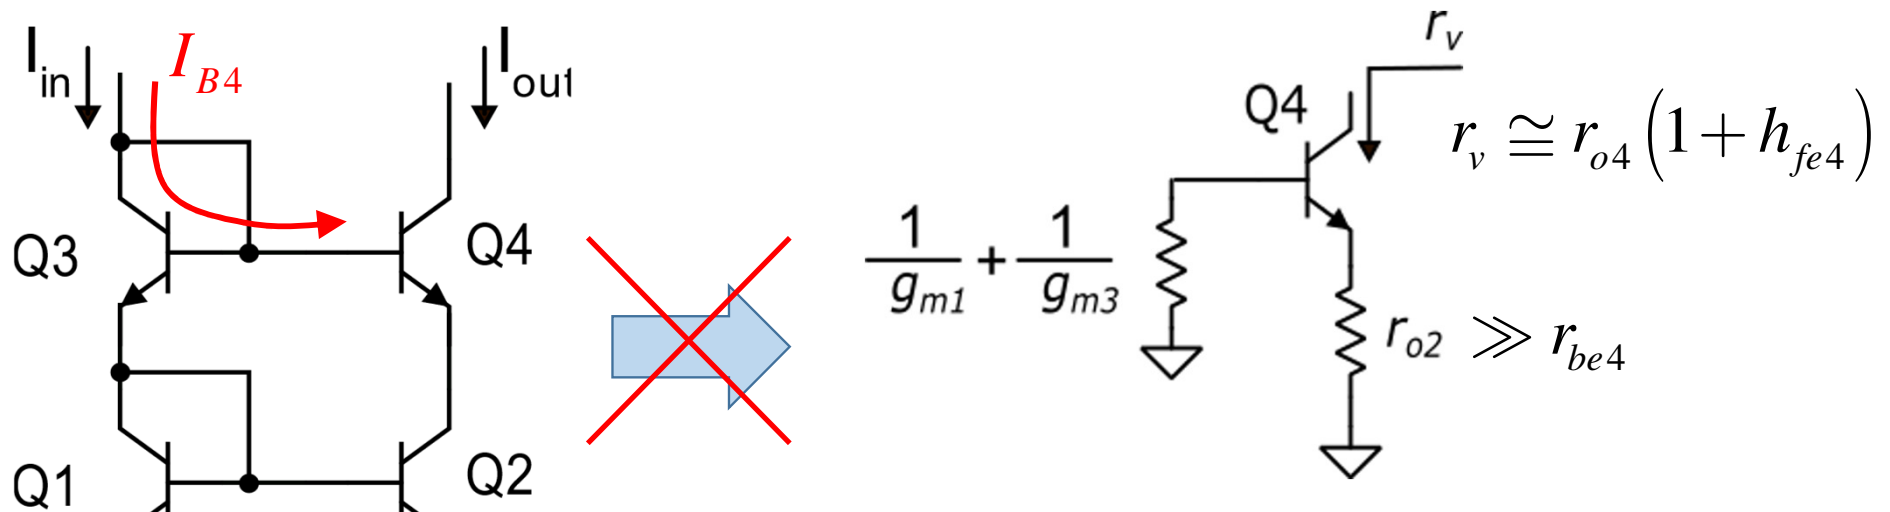 I_in
I_B4
I_out
Q3
Q4
Q1
Q2
1/g_m1 + 1/g_m3
Q4
r_v
r_v ≅ r_o4 (1 + h_fe4)
r_o2 ≫ r_be4